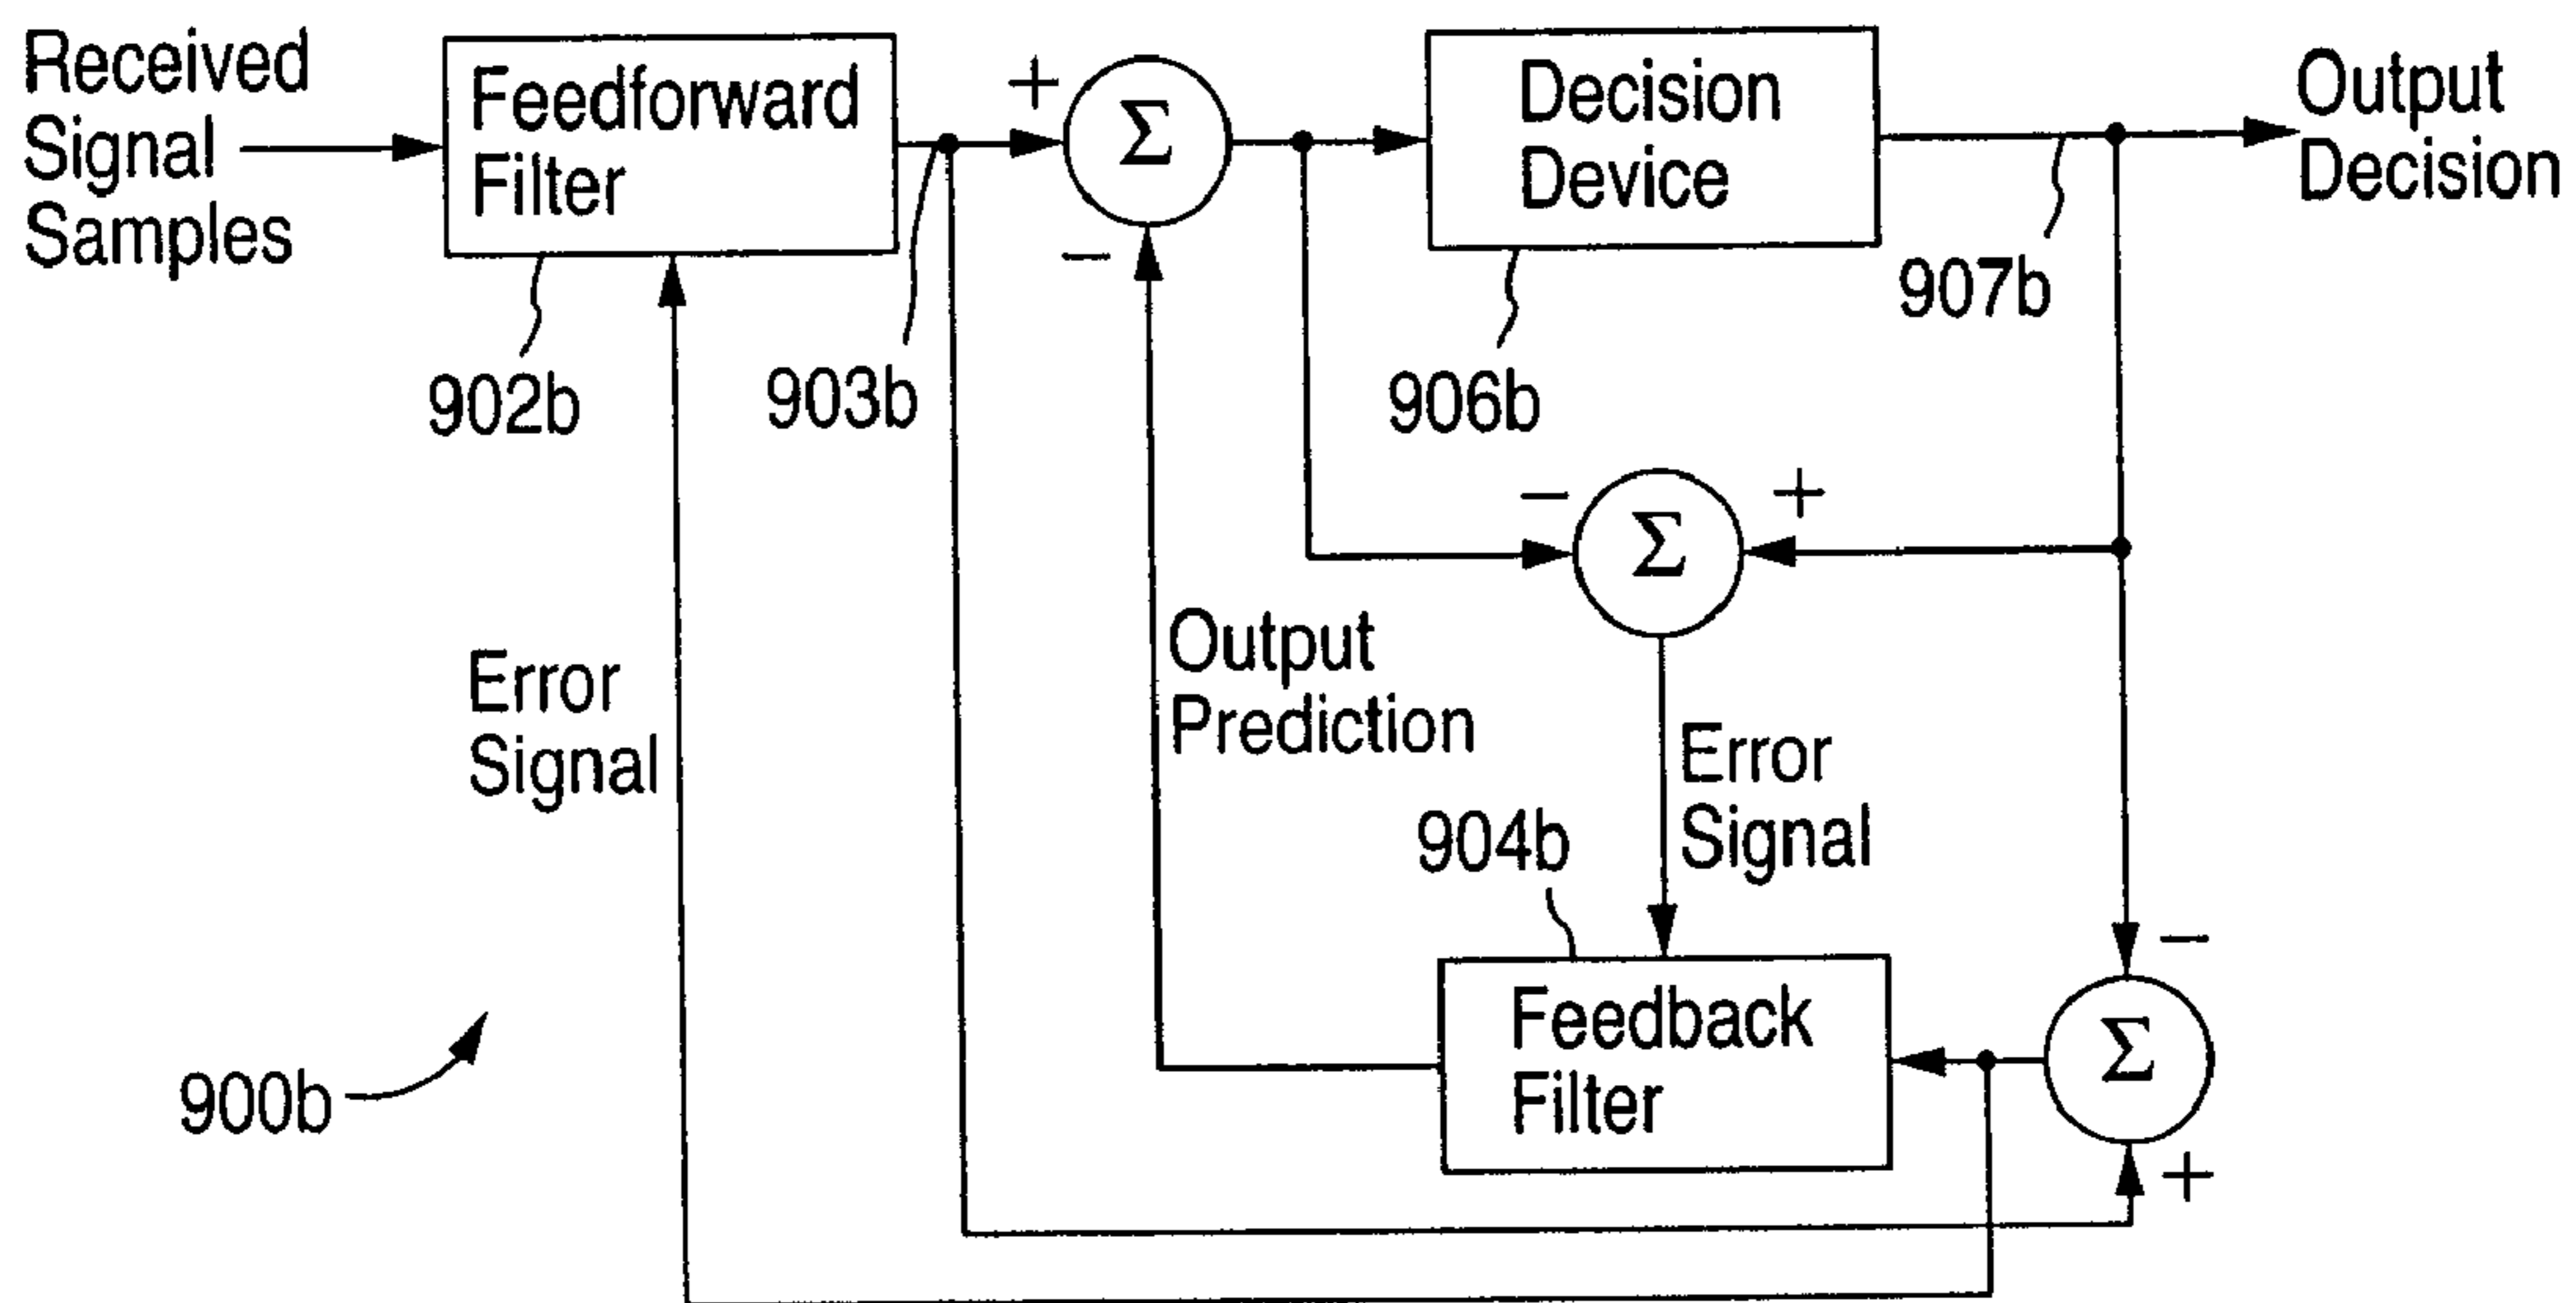 Received
Signal
Samples
Feedforward
Filter
+
Σ
−
Decision
Device
Output
Decision
902b
903b
906b
907b
−
Σ
+
Error
Signal
Output
Prediction
Error
Signal
904b
Feedback
Filter
−
Σ
+
900b